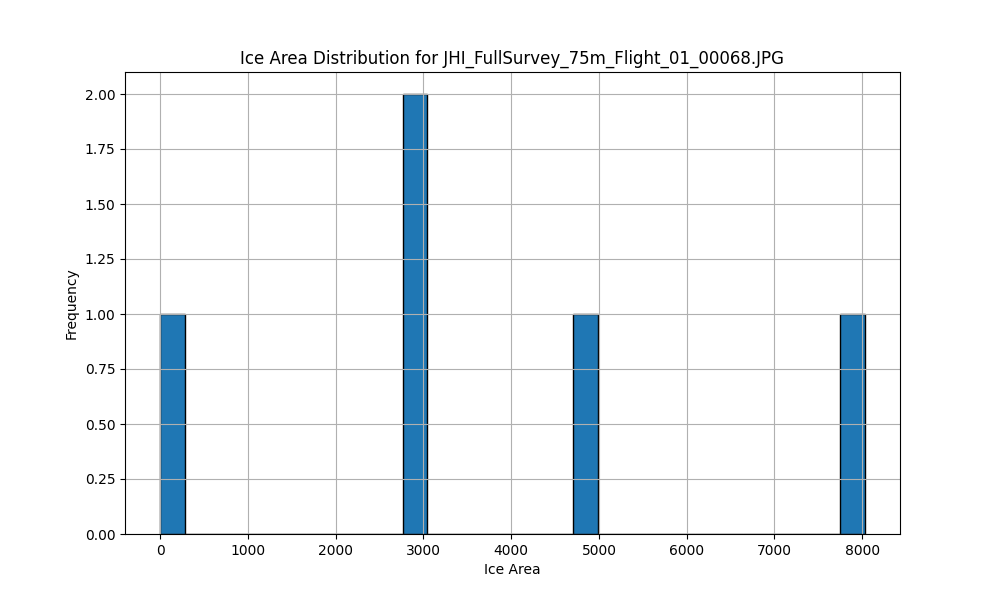 Ice Area Distribution for JHI_FullSurvey_75m_Flight_01_00068.JPG
2.00
1.75
1.50
1.25
1.00
0.75
0.50
0.25
0.00
Frequency
0 1000 2000 3000 4000 5000 6000 7000 8000
Ice Area